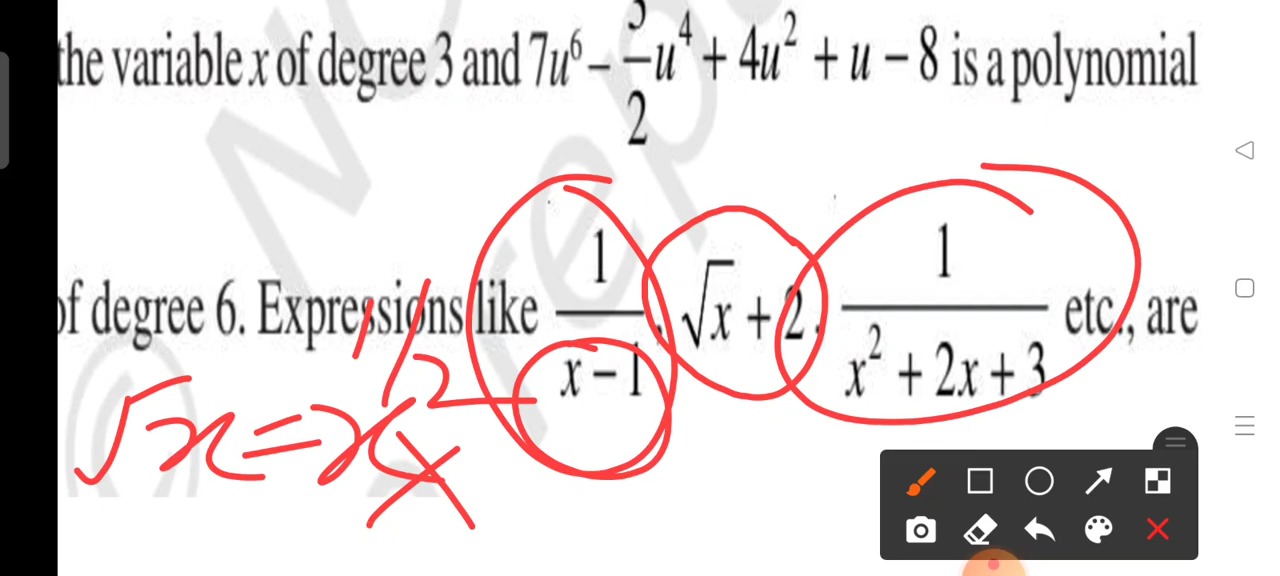 the variable x of degree 3 and 7u⁶ – 3/2 u⁴ + 4u² + u – 8 is a polynomial
of degree 6. Expressions like 1/(x – 1), √x + 2, 1/(x² + 2x + 3) etc., are
√x = x^1/2 ×